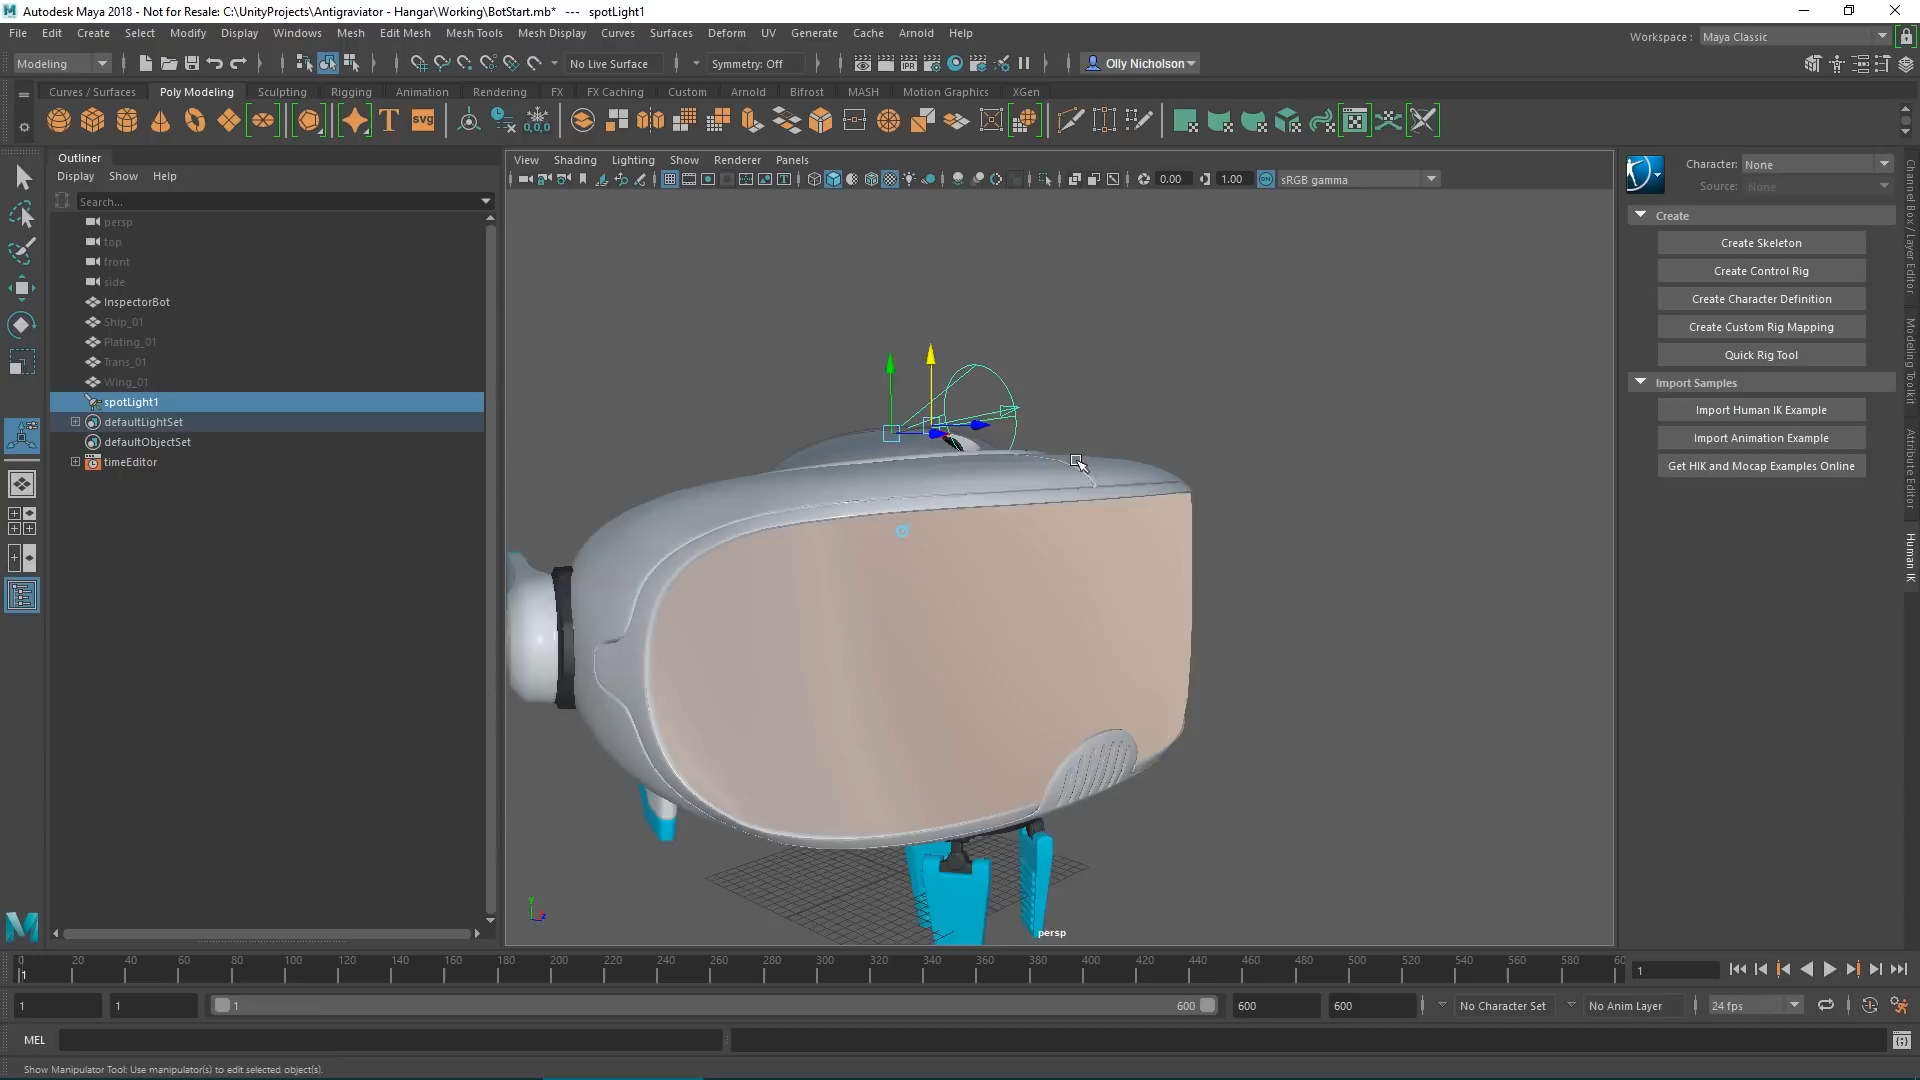 Autodesk Maya 2018 - Not for Resale: C:\UnityProjects\Antigraviator - Hangar\Working\BotStart.mb* --- spotLight1
File Edit Create Select Modify Display Windows Mesh Edit Mesh Mesh Tools Mesh Display Curves Surfaces Deform UV Generate Cache Arnold Help
Workspace : Maya Classic
Modeling No Live Surface Symmetry: Off Olly Nicholson
Curves / Surfaces Poly Modeling Sculpting Rigging Animation Rendering FX FX Caching Custom Arnold Bifrost MASH Motion Graphics XGen
T svg 0,0,0
Outliner
Display Show Help
Search...
persp
top
front
side
InspectorBot
Ship_01
Plating_01
Trans_01
Wing_01
spotLight1
defaultLightSet
defaultObjectSet
timeEditor
View Shading Lighting Show Renderer Panels
0.00 1.00 ON sRGB gamma
persp
Character: None
Source: None
Create
Create Skeleton
Create Control Rig
Create Character Definition
Create Custom Rig Mapping
Quick Rig Tool
Import Samples
Import Human IK Example
Import Animation Example
Get HIK and Mocap Examples Online
Channel Box / Layer Editor
Modeling Toolkit
Attribute Editor
Human IK
0 20 40 60 80 100 120 140 160 180 200 220 240 260 280 300 320 340 360 380 400 420 440 460 480 500 520 540 560 580 60
1 1
1 1 1 600 600 600 No Character Set No Anim Layer 24 fps
MEL
Show Manipulator Tool: Use manipulator(s) to edit selected object(s).